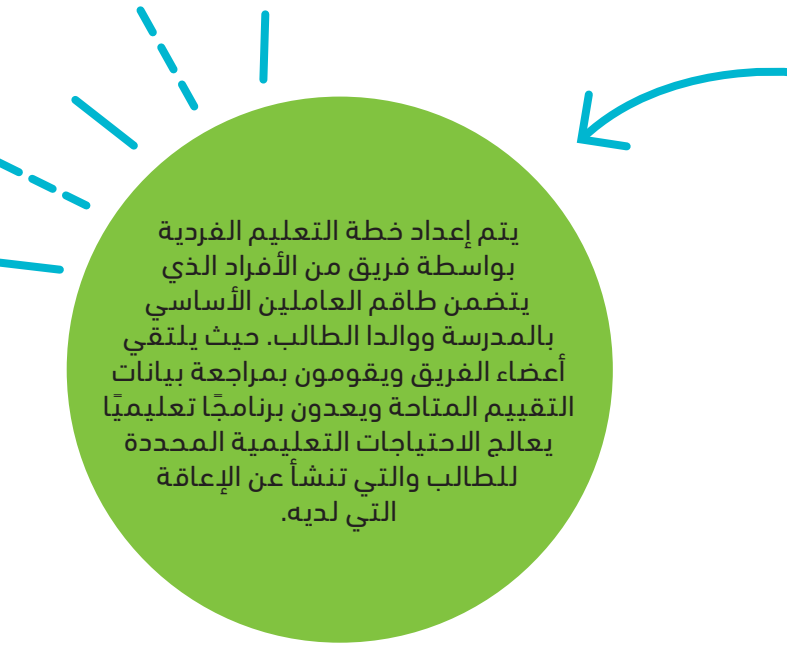 يتم إعداد خطة التعليم الفردية
بواسطة فريق من الأفراد الذي
يتضمن طاقم العاملين الأساسي
بالمدرسة ووالدا الطالب. حيث يلتقي
أعضاء الفريق ويقومون بمراجعة بيانات
التقييم المتاحة ويعدون برنامجًا تعليميًا
يعالج الاحتياجات التعليمية المحددة
للطالب والتي تنشأ عن الإعاقة
التي لديه.